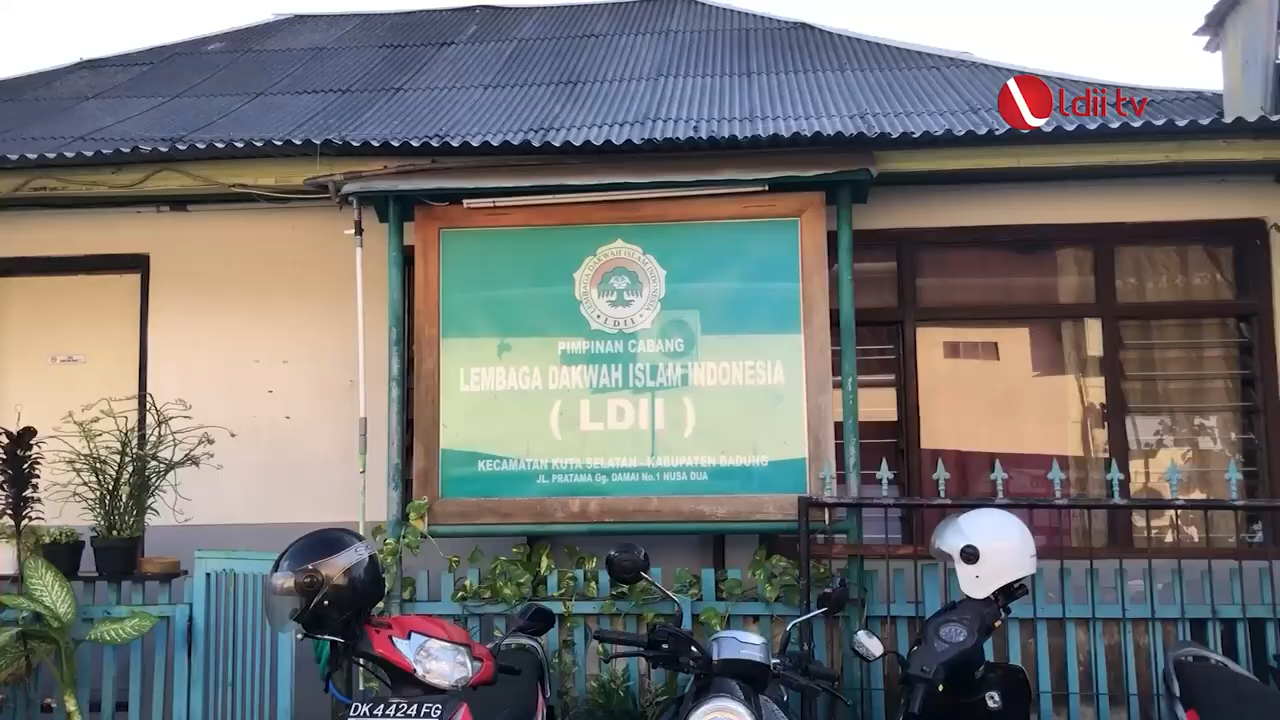 ldii tv
LEMBAGA DAKWAH ISLAM INDONESIA
LDII
PIMPINAN CABANG
LEMBAGA DAKWAH ISLAM INDONESIA
( LDII )
KECAMATAN KUTA SELATAN - KABUPATEN BADUNG
JL. PRATAMA Gg. DAMAI No.1 NUSA DUA
DK 4424 FG